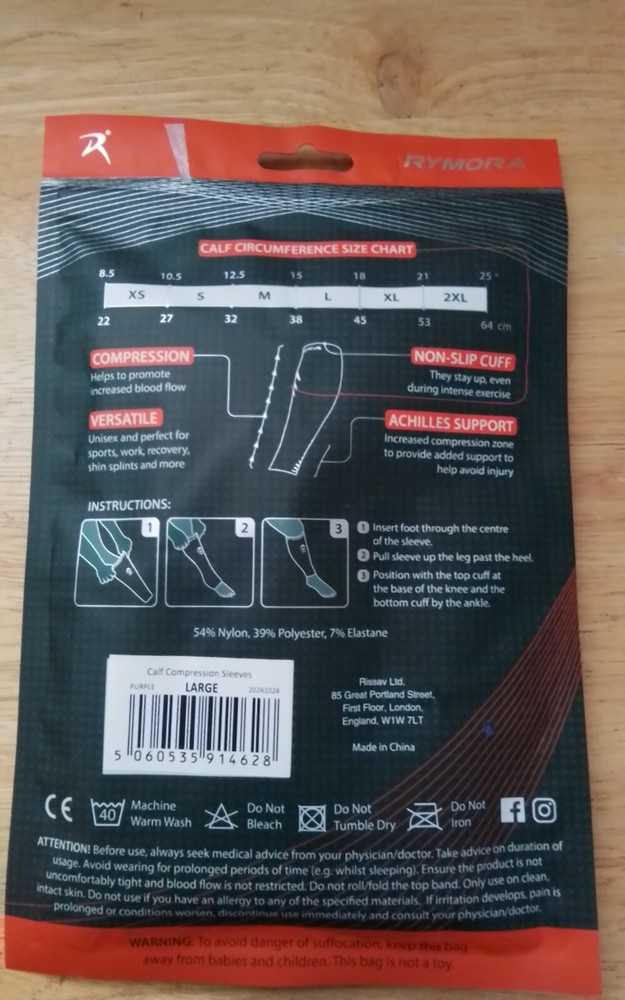 RYMORA
CALF CIRCUMFERENCE SIZE CHART
8.5 10.5 12.5 15 18 21 25"
XS S M L XL 2XL
22 27 32 38 45 53 64 cm
COMPRESSION
Helps to promote
increased blood flow
NON-SLIP CUFF
They stay up, even
during intense exercise
VERSATILE
Unisex and perfect for
sports, work, recovery,
shin splints and more
ACHILLES SUPPORT
Increased compression zone
to provide added support to
help avoid injury
INSTRUCTIONS:
1 2 3
1 Insert foot through the centre
of the sleeve.
2 Pull sleeve up the leg past the heel.
3 Position with the top cuff at
the base of the knee and the
bottom cuff by the ankle.
54% Nylon, 39% Polyester, 7% Elastane
Calf Compression Sleeves
PURPLE LARGE 20241024
5 060535 914628
Rissav Ltd.
85 Great Portland Street,
First Floor, London,
England, W1W 7LT
Made in China
CE
40
Machine
Warm Wash
Do Not
Bleach
Do Not
Tumble Dry
Do Not
Iron
ATTENTION! Before use, always seek medical advice from your physician/doctor. Take advice on duration of
usage. Avoid wearing for prolonged periods of time (e.g. whilst sleeping). Ensure the product is not
uncomfortably tight and blood flow is not restricted. Do not roll/fold the top band. Only use on clean,
intact skin. Do not use if you have an allergy to any of the specified materials. If irritation develops, pain is
prolonged or conditions worsen, discontinue use immediately and consult your physician/doctor.
WARNING: To avoid danger of suffocation, keep this bag
away from babies and children. This bag is not a toy.